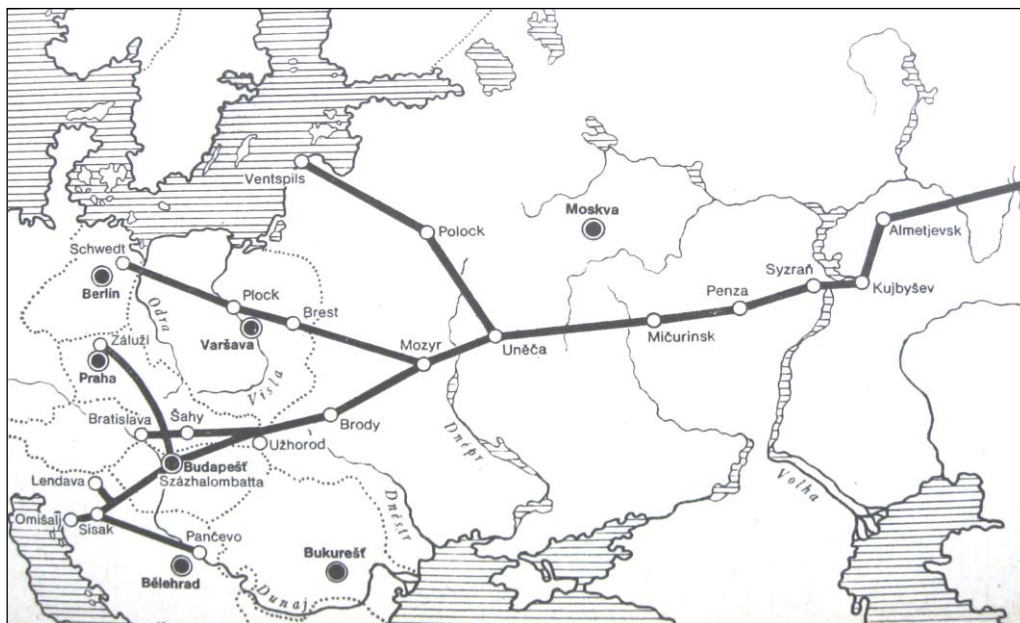 Ventspils
Moskva
Polock
Almetjevsk
Schwedt
Syzraň
Berlín
Penza
Kujbyšev
Plock
Odra
Brest
Varšava
Mozyr
Uněča
Mičurinsk
Záluží
Praha
Visla
Bratislava
Šahy
Brody
Užhorod
Dněpr
Budapešť
Százhalombatta
Volha
Lendava
Dněstr
Omišalj
Sisak
Pančevo
Bukurešť
Bělehrad
Dunaj